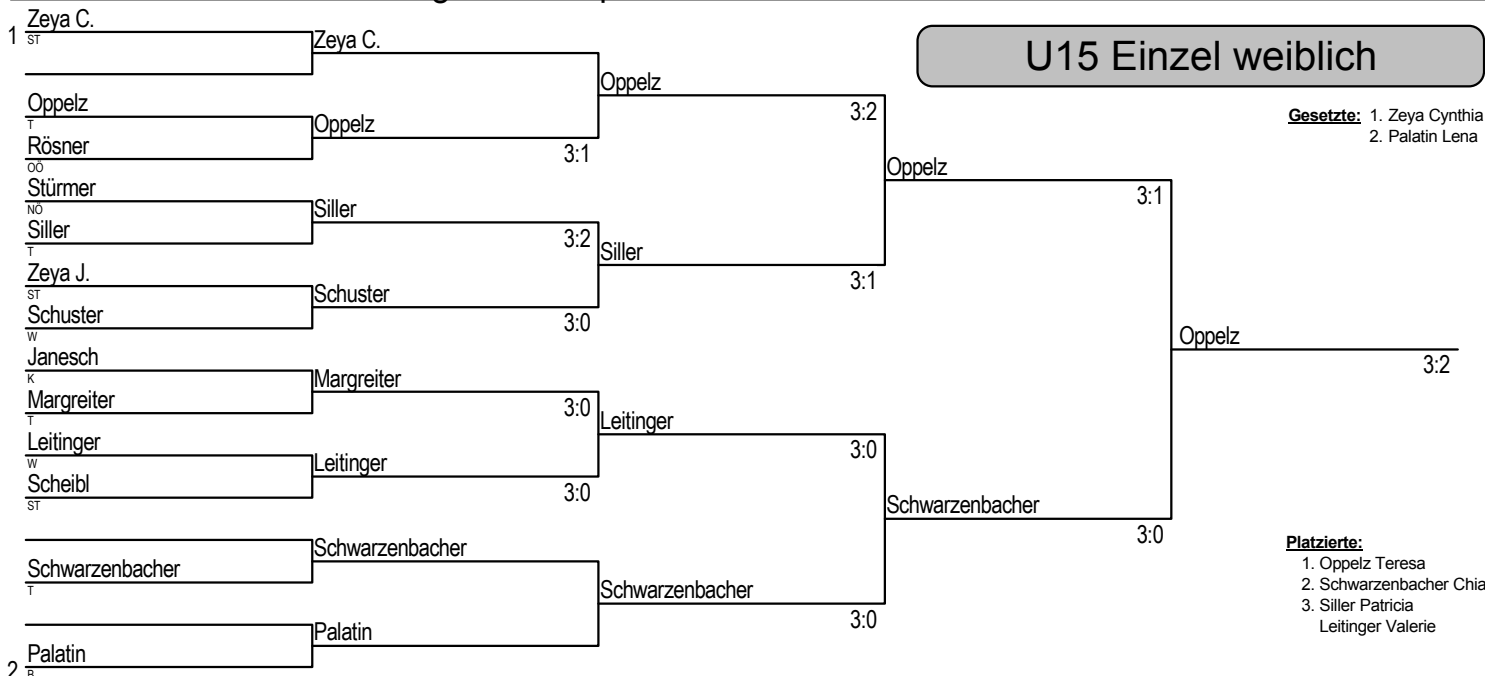 U15 Einzel weiblich
Gesetzte: 1. Zeya Cynthia
2. Palatin Lena
1 Zeya C.
ST
Oppelz
T
Rösner
OÖ
Stürmer
NÖ
Siller
T
Zeya J.
ST
Schuster
W
Janesch
K
Margreiter
T
Leitinger
W
Scheibl
ST
Schwarzenbacher
T
2 Palatin
B
Zeya C.
Oppelz
3:1
Siller
3:2
Schuster
3:0
Margreiter
3:0
Leitinger
3:0
Schwarzenbacher
Palatin
Oppelz
3:2
Siller
3:1
Leitinger
3:0
Schwarzenbacher
3:0
Oppelz
3:1
Schwarzenbacher
3:0
Oppelz
3:2
Platzierte:
1. Oppelz Teresa
2. Schwarzenbacher Chia
3. Siller Patricia
Leitinger Valerie